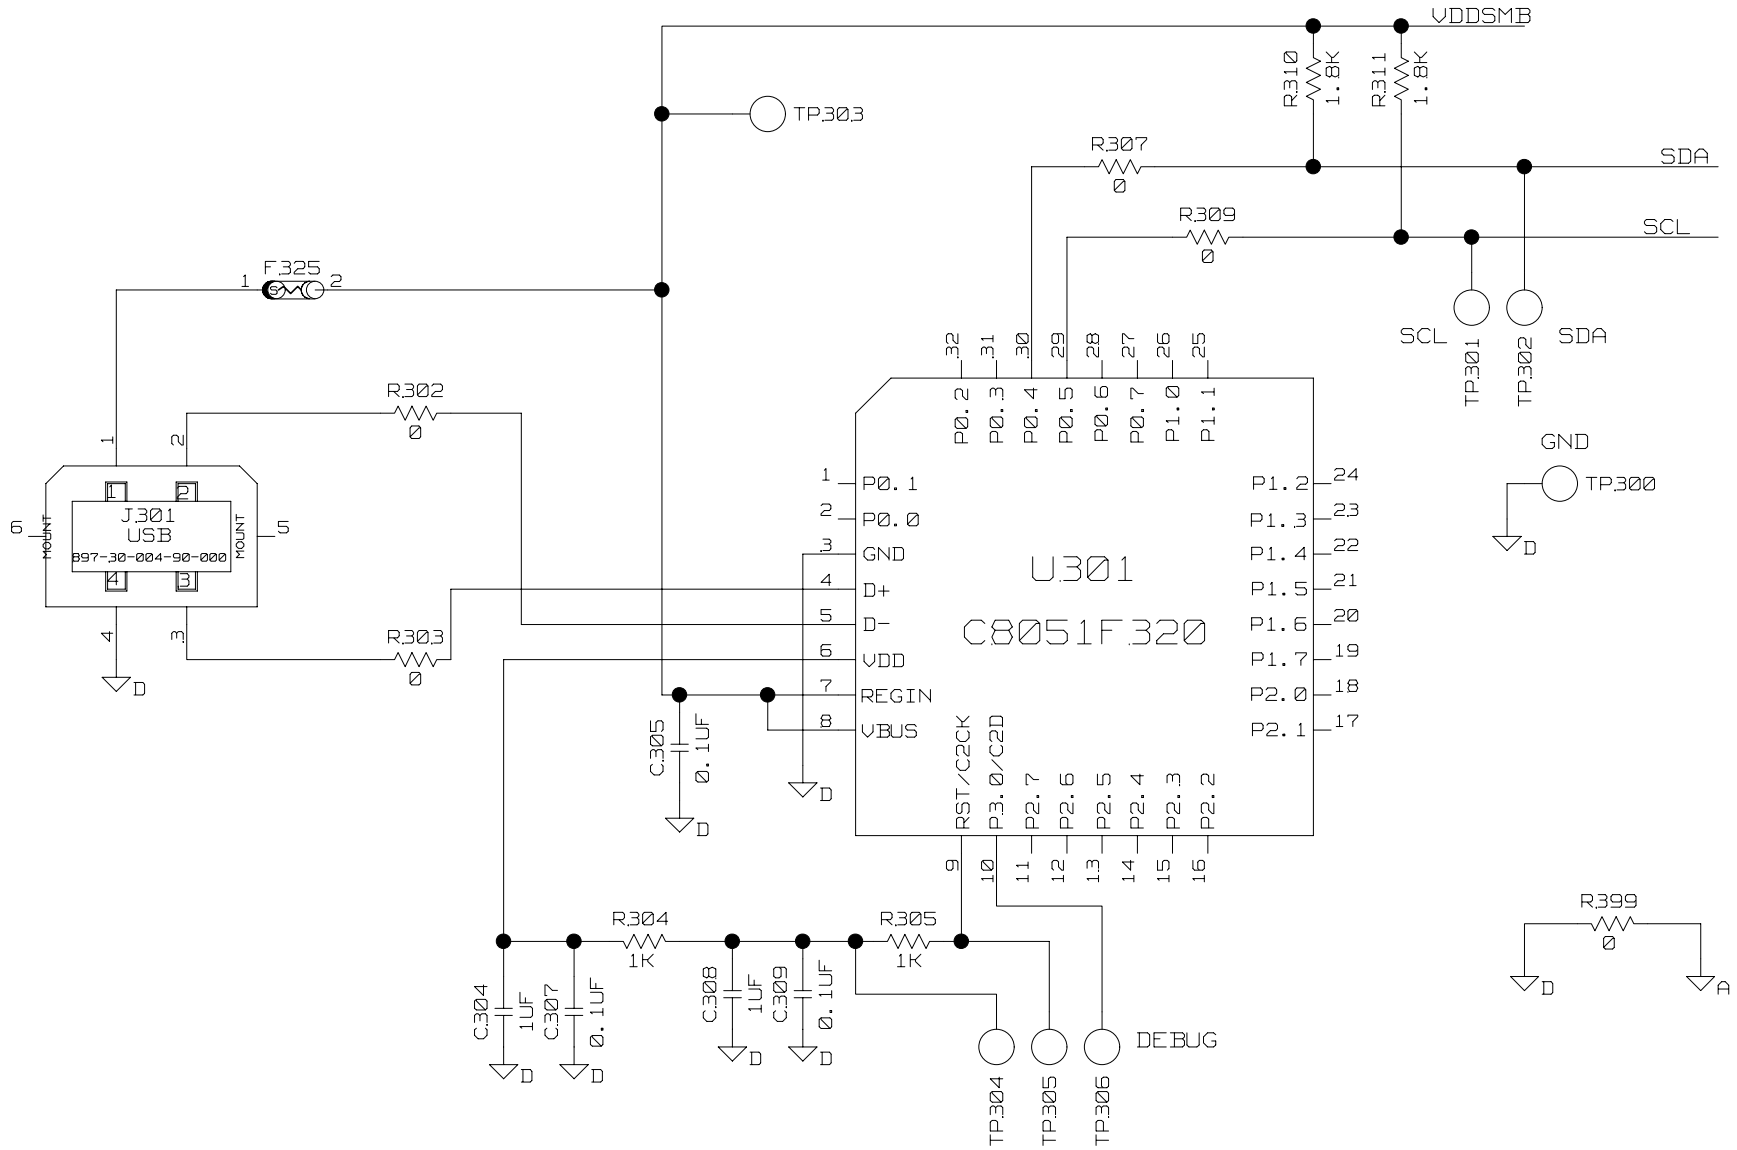 VDDSMB
R310
1.8K
R311
1.8K
TP303
R307
0
SDA
R309
0
SCL
F325
1
S
2
SCL
TP301
TP302
SDA
R302
0
1
2
32
31
30
29
28
27
26
25
P0.2
P0.3
P0.4
P0.5
P0.6
P0.7
P1.0
P1.1
GND
TP300
D
1
2
J301
USB
897-30-004-90-000
6
MOUNT
MOUNT
5
4
3
4
3
D
R303
0
1
P0.1
2
P0.0
3
GND
4
D+
5
D-
6
VDD
7
REGIN
8
VBUS
U301
C8051F320
P1.2
24
P1.3
23
P1.4
22
P1.5
21
P1.6
20
P1.7
19
P2.0
18
P2.1
17
C305
0.1UF
D
D
RST/C2CK
P3.0/C2D
P2.7
P2.6
P2.5
P2.4
P2.3
P2.2
9
10
11
12
13
14
15
16
R304
1K
R305
1K
R399
0
D
A
C304
1UF
D
C307
0.1UF
D
C308
1UF
D
C309
0.1UF
D
DEBUG
TP304
TP305
TP306